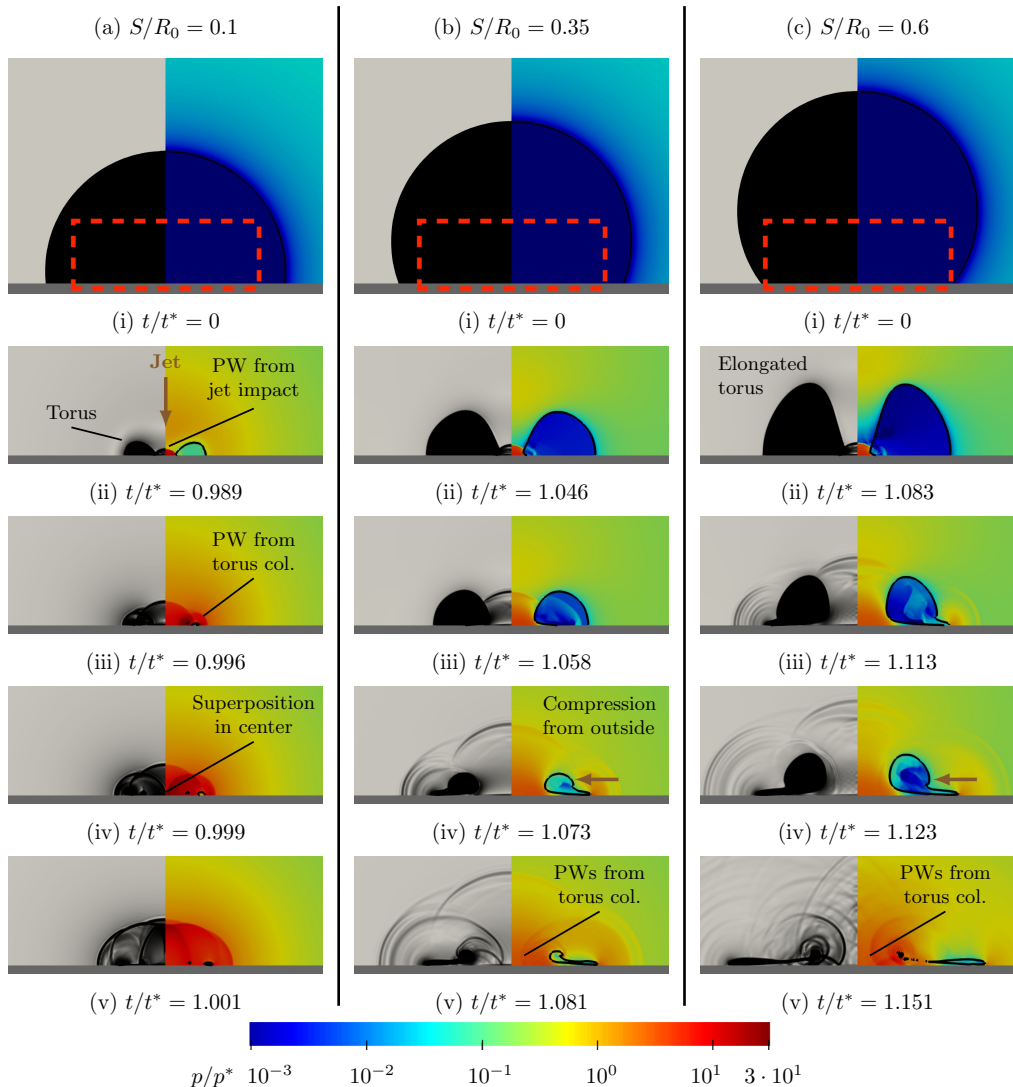 (a) S/R₀ = 0.1
(b) S/R₀ = 0.35
(c) S/R₀ = 0.6
(i) t/t* = 0
(i) t/t* = 0
(i) t/t* = 0
Jet
PW from
jet impact
Torus
Elongated
torus
(ii) t/t* = 0.989
(ii) t/t* = 1.046
(ii) t/t* = 1.083
PW from
torus col.
(iii) t/t* = 0.996
(iii) t/t* = 1.058
(iii) t/t* = 1.113
Superposition
in center
Compression
from outside
(iv) t/t* = 0.999
(iv) t/t* = 1.073
(iv) t/t* = 1.123
PWs from
torus col.
PWs from
torus col.
(v) t/t* = 1.001
(v) t/t* = 1.081
(v) t/t* = 1.151
p/p* 10⁻³ 10⁻² 10⁻¹ 10⁰ 10¹ 3 · 10¹